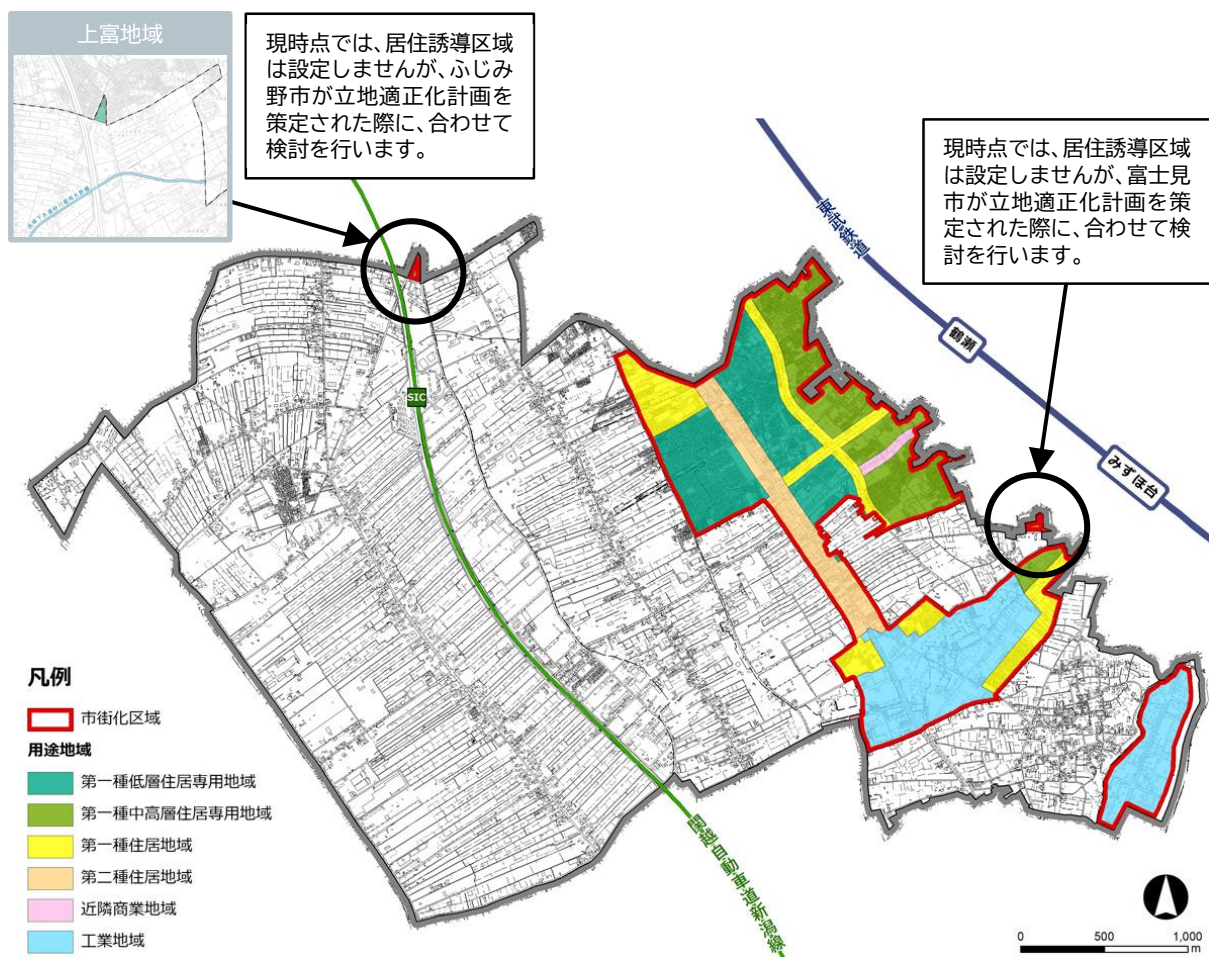 上富地域
現時点では、居住誘導区域
は設定しませんが、ふじみ
野市が立地適正化計画を
策定された際に、合わせて
検討を行います。
現時点では、居住誘導区域
は設定しませんが、富士見
市が立地適正化計画を策
定された際に、合わせて検
討を行います。
東武鉄道
鶴瀬
みずほ台
SIC
関越自動車道新潟線
凡例
市街化区域
用途地域
第一種低層住居専用地域
第一種中高層住居専用地域
第一種住居地域
第二種住居地域
近隣商業地域
工業地域
0 500 1,000
m